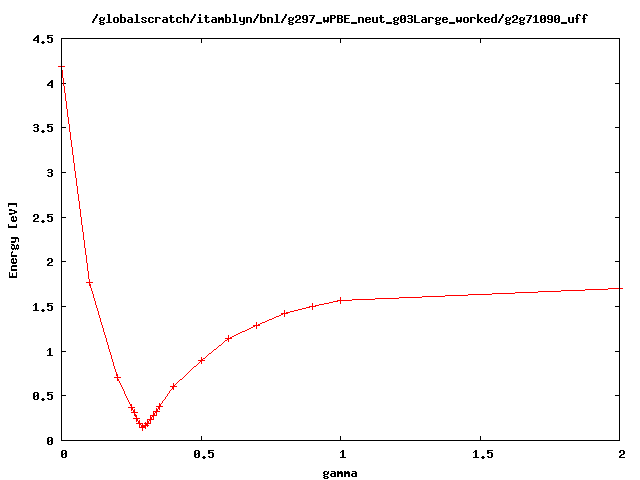 /globalscratch/itamblyn/bnl/g297_wPBE_neut_g03Large_worked/g2g71090_uff
4.5
4
3.5
3
2.5
2
1.5
1
0.5
0
Energy [eV]
0 0.5 1 1.5 2
gamma